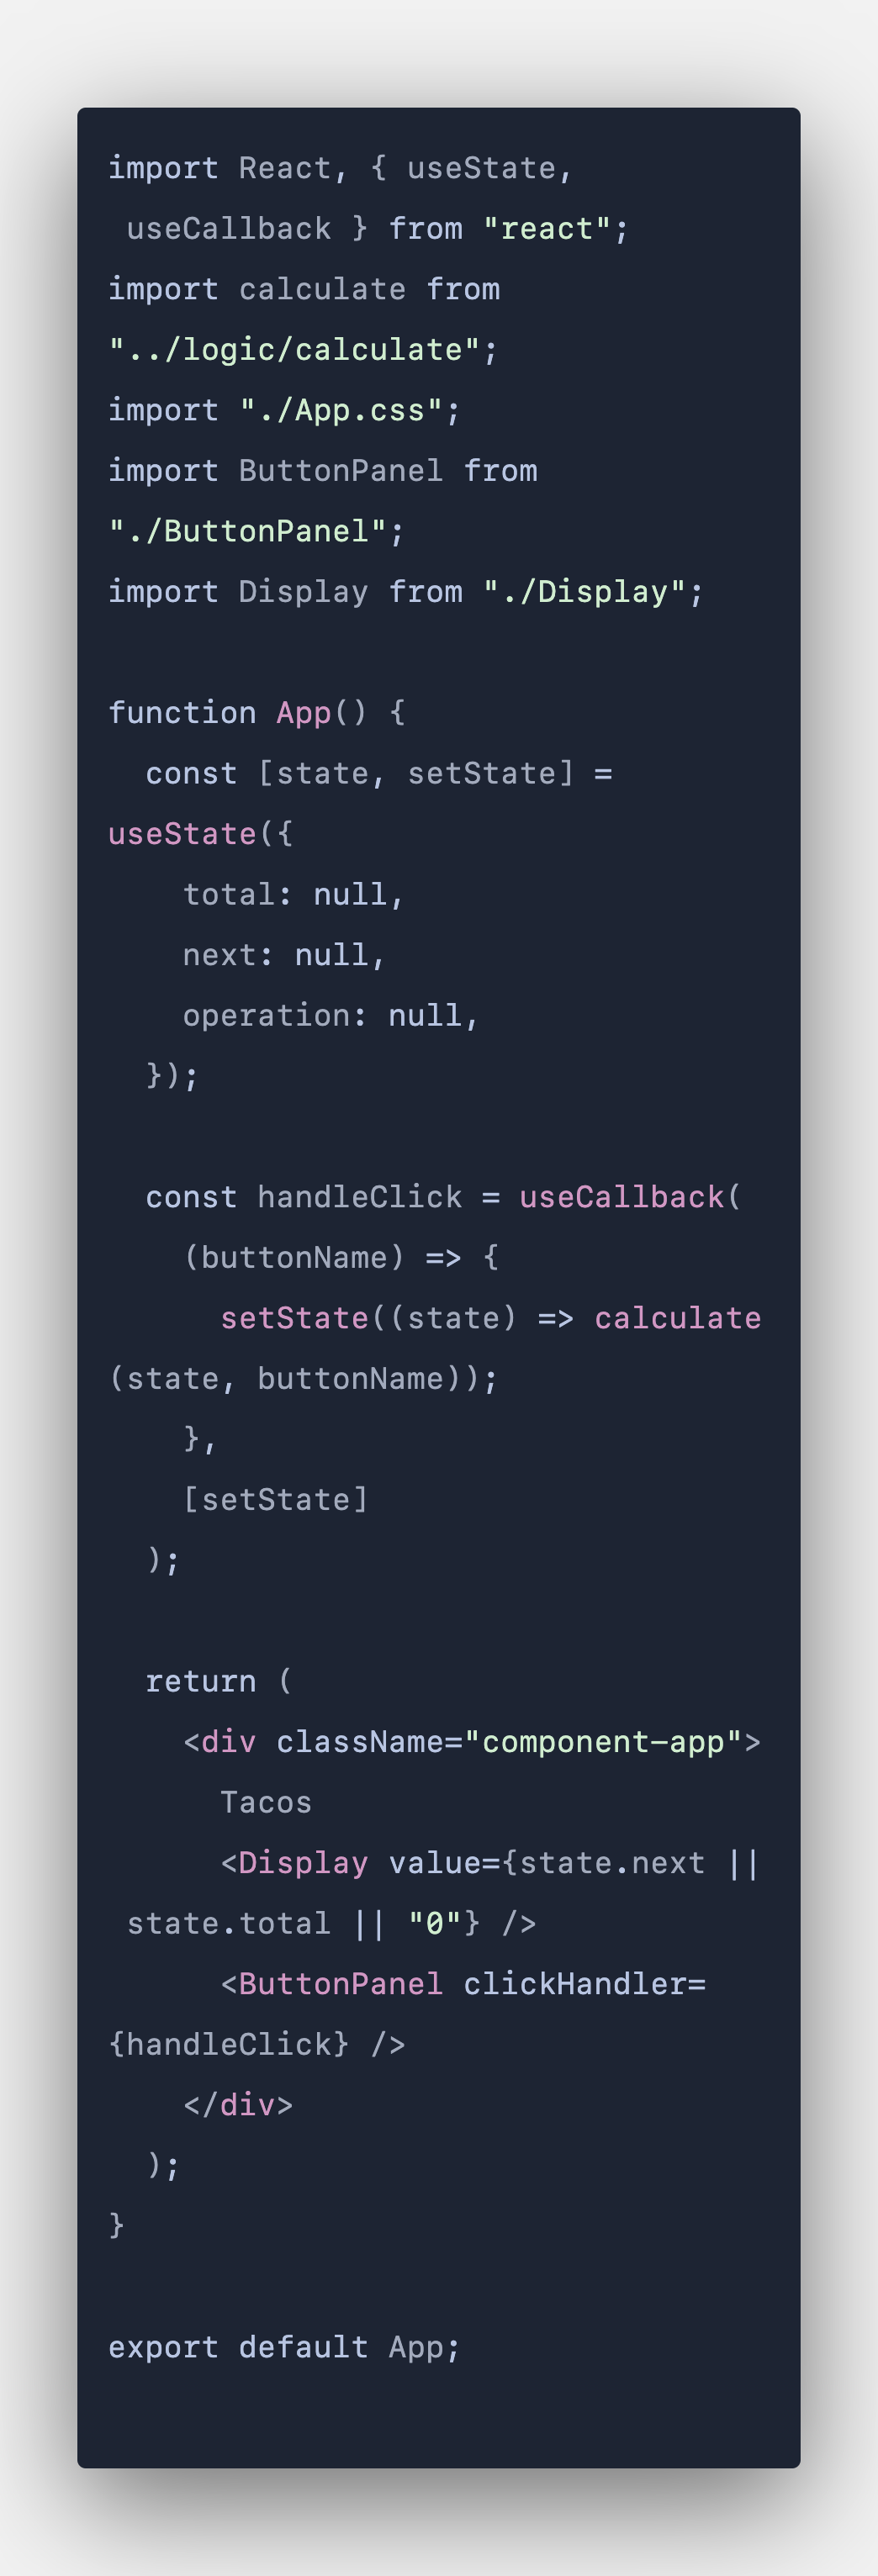 import React, { useState,
 useCallback } from "react";
import calculate from
"../logic/calculate";
import "./App.css";
import ButtonPanel from
"./ButtonPanel";
import Display from "./Display";

function App() {
  const [state, setState] =
useState({
    total: null,
    next: null,
    operation: null,
  });

  const handleClick = useCallback(
    (buttonName) => {
      setState((state) => calculate
(state, buttonName));
    },
    [setState]
  );

  return (
    <div className="component-app">
      Tacos
      <Display value={state.next ||
 state.total || "0"} />
      <ButtonPanel clickHandler=
{handleClick} />
    </div>
  );
}

export default App;